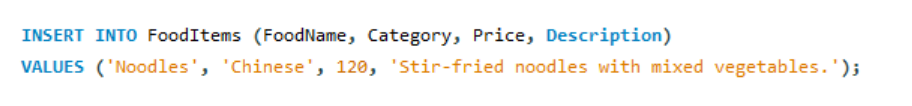 INSERT INTO FoodItems (FoodName, Category, Price, Description)
VALUES ('Noodles', 'Chinese', 120, 'Stir-fried noodles with mixed vegetables.');